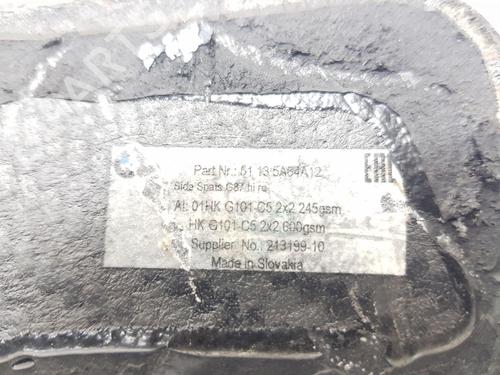 Part Nr.: 51 13 5A64A12
Side Spats G87 hi re
AI: 01HK G101-C5 2x2 245gsm
HK G101-C5 2x2 600gsm
Supplier No.: 213199-10
Made in Slovakia
EAC